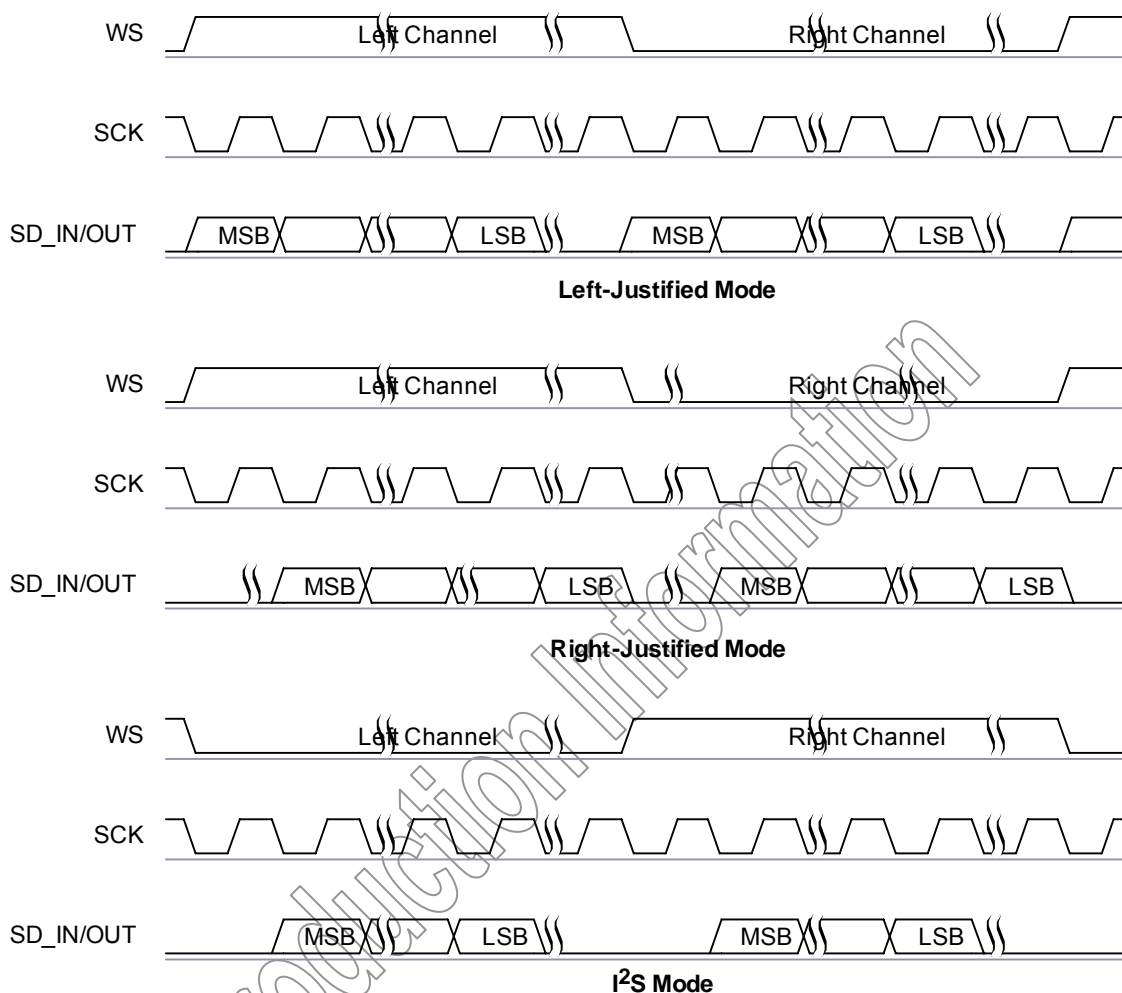 WS Left Channel Right Channel
SCK
SD_IN/OUT MSB LSB MSB LSB
Left-Justified Mode
WS Left Channel Right Channel
SCK
SD_IN/OUT MSB LSB MSB LSB
Right-Justified Mode
WS Left Channel Right Channel
SCK
SD_IN/OUT MSB LSB MSB LSB
I²S Mode
roduction Information